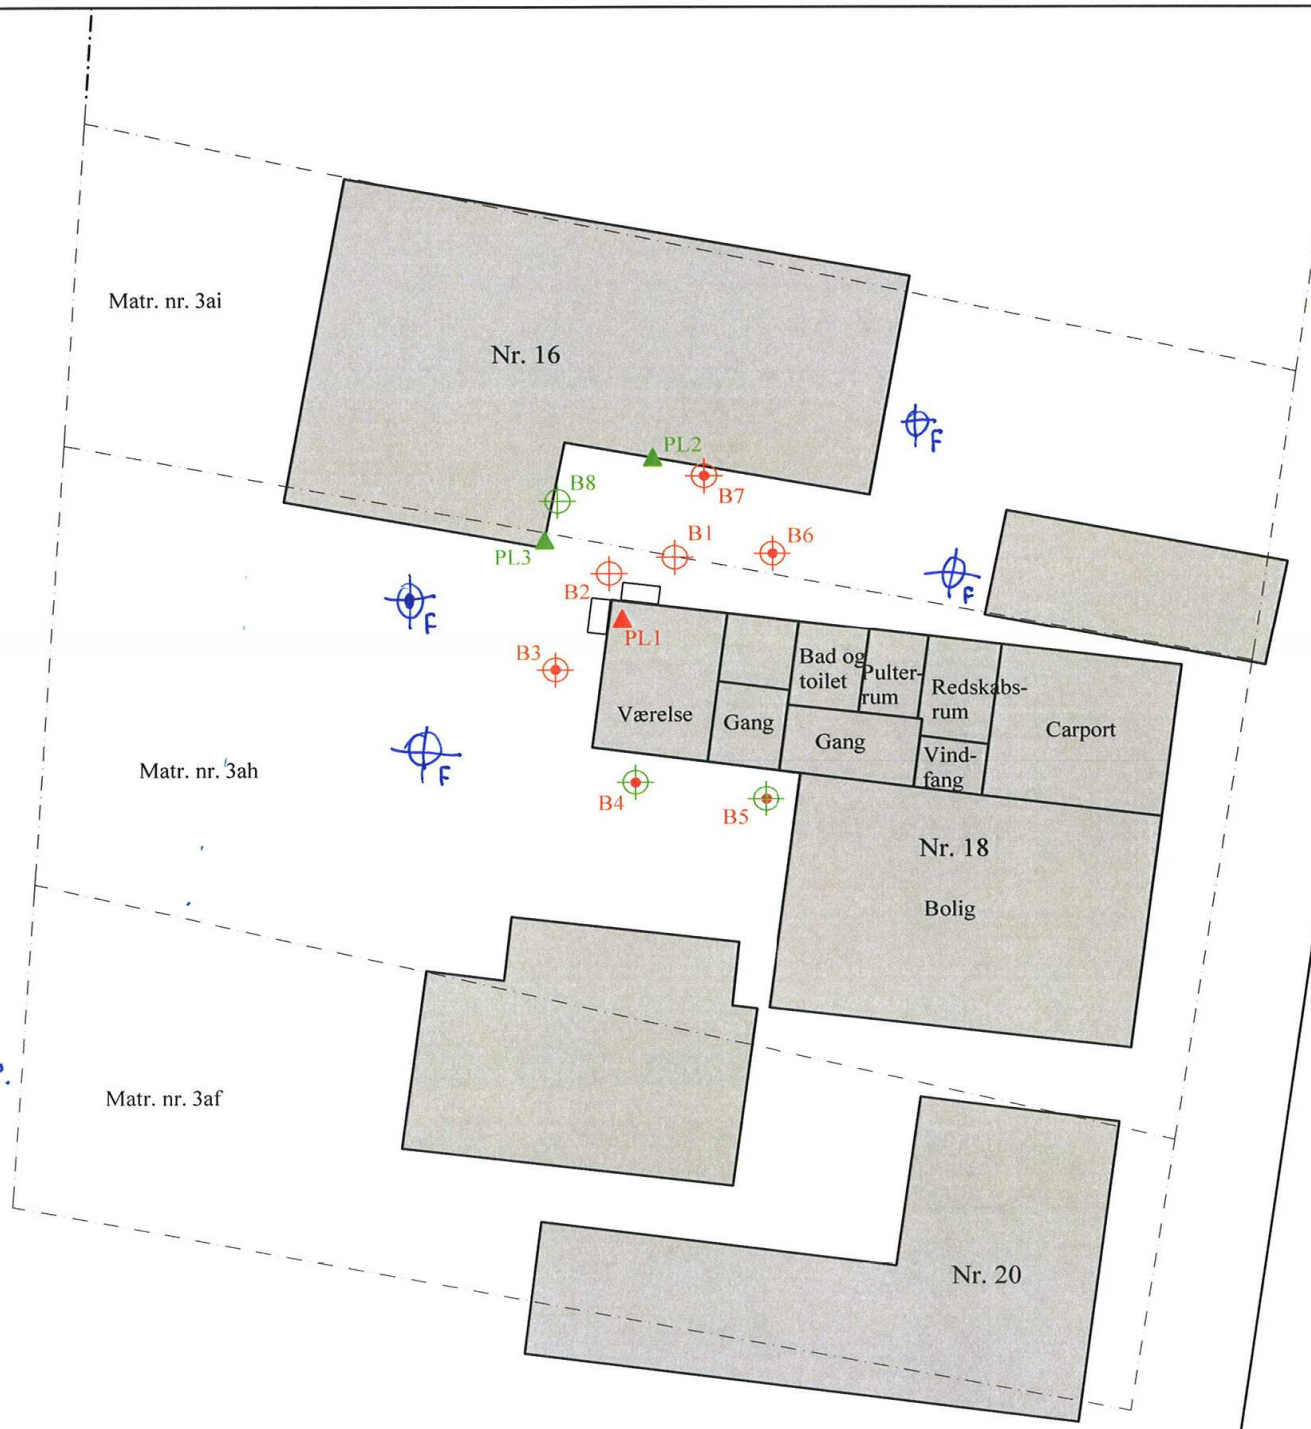 Matr. nr. 3ai
Nr. 16
F
PL2
B8
B7
B1
B6
PL3
B2
F
F
PL1
B3
Bad og
toilet
Pulter-
rum
Redskabs-
rum
Værelse
Gang
Gang
Carport
Vind-
fang
F
Matr. nr. 3ah
B4
B5
Nr. 18
Bolig
Matr. nr. 3af
Nr. 20